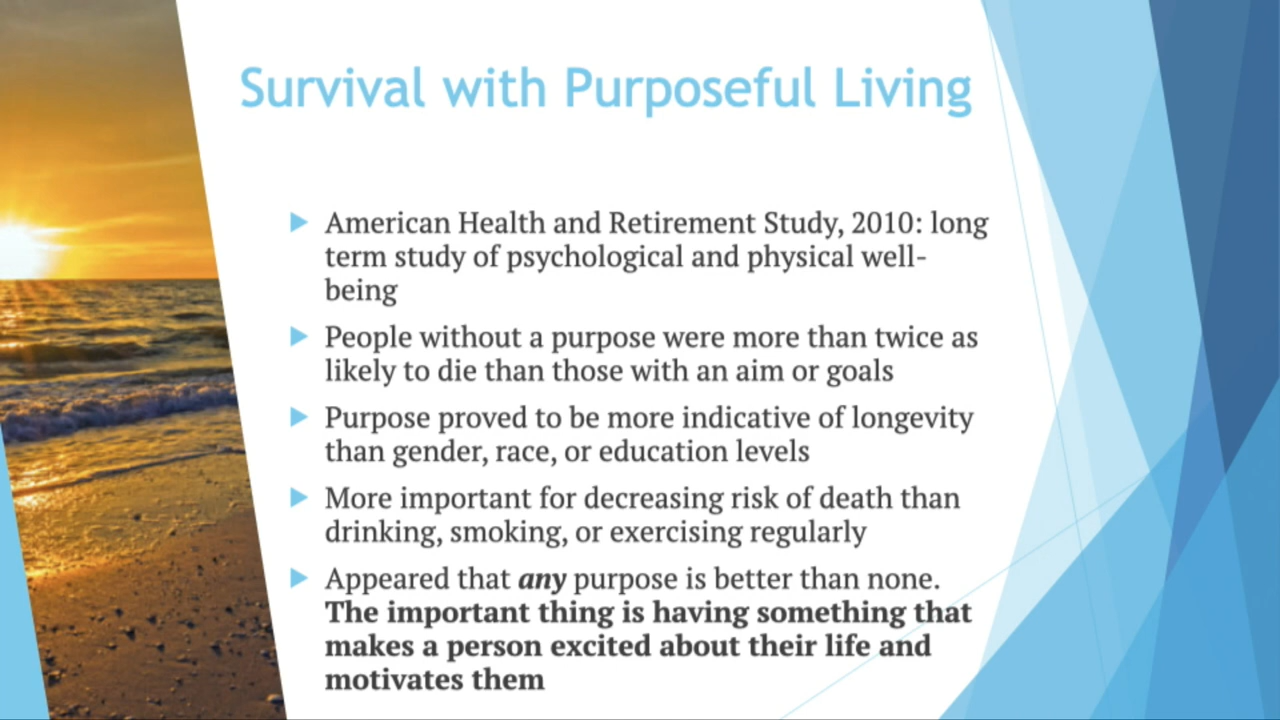 Survival with Purposeful Living
American Health and Retirement Study, 2010: long
term study of psychological and physical well-
being
People without a purpose were more than twice as
likely to die than those with an aim or goals
Purpose proved to be more indicative of longevity
than gender, race, or education levels
More important for decreasing risk of death than
drinking, smoking, or exercising regularly
Appeared that any purpose is better than none.
The important thing is having something that
makes a person excited about their life and
motivates them